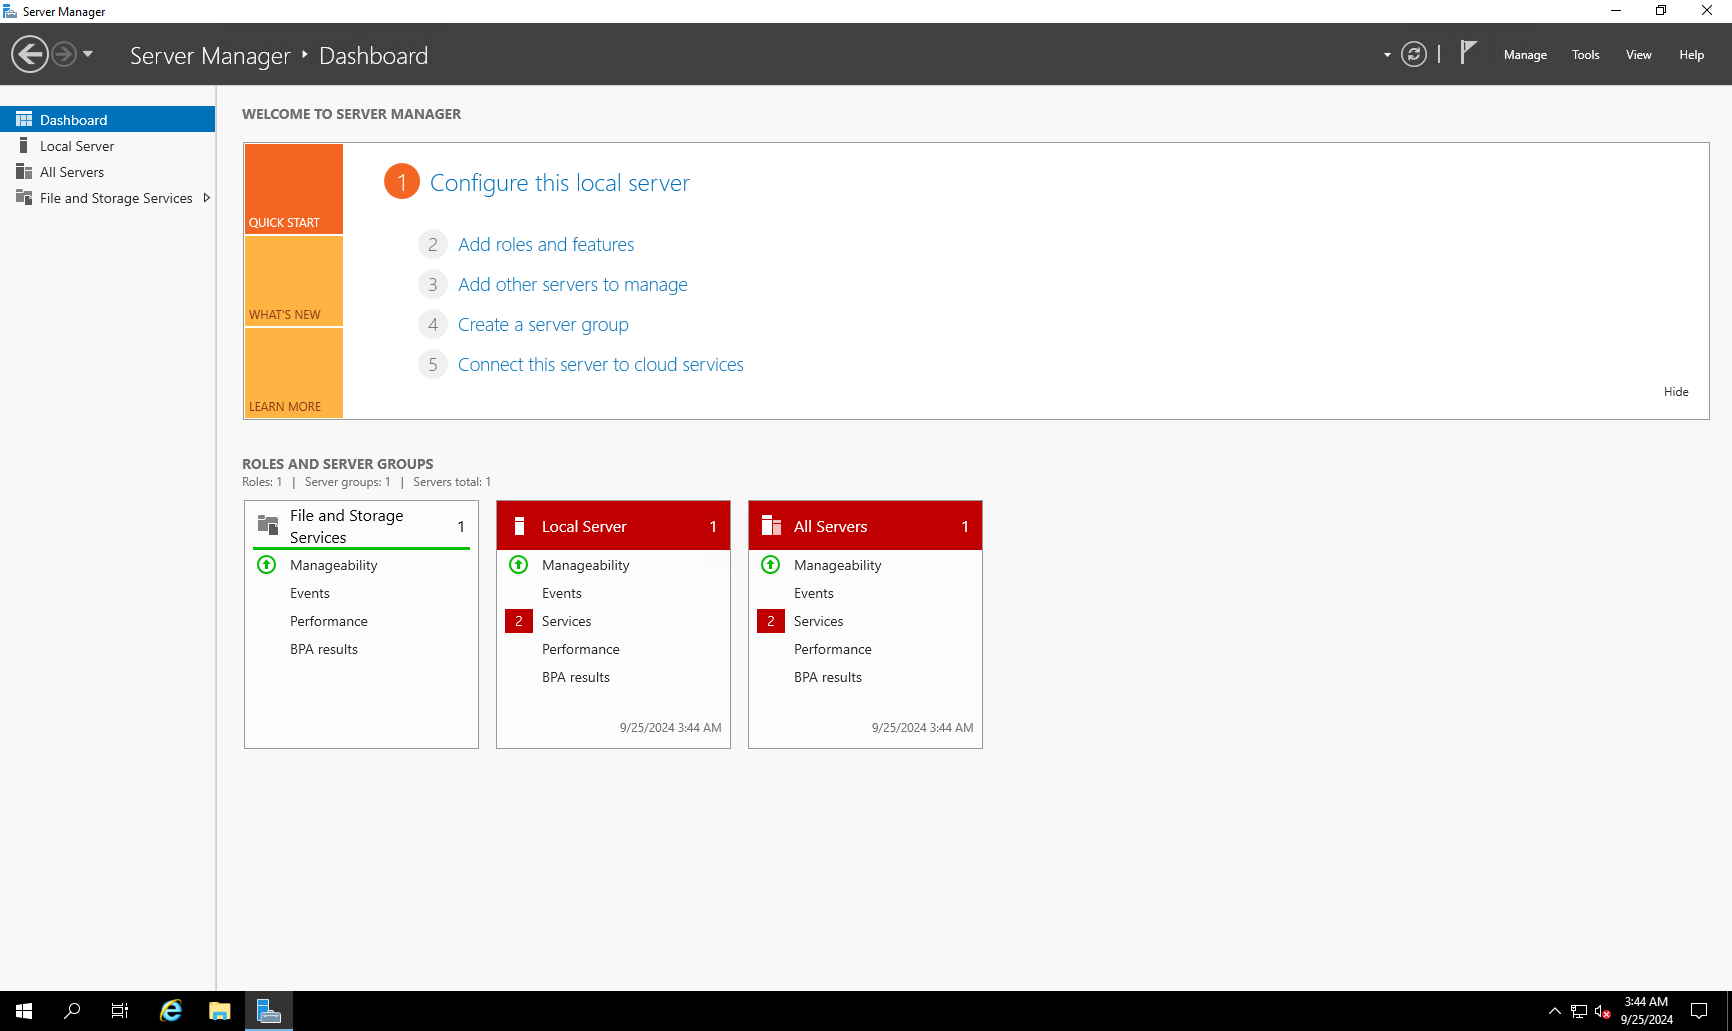 Server Manager
Server Manager ‣ Dashboard
Manage Tools View Help
Dashboard
Local Server
All Servers
File and Storage Services
WELCOME TO SERVER MANAGER
QUICK START
WHAT'S NEW
LEARN MORE
1 Configure this local server
2 Add roles and features
3 Add other servers to manage
4 Create a server group
5 Connect this server to cloud services
Hide
ROLES AND SERVER GROUPS
Roles: 1 | Server groups: 1 | Servers total: 1
File and Storage
Services 1
Manageability
Events
Performance
BPA results
Local Server 1
Manageability
Events
2 Services
Performance
BPA results
9/25/2024 3:44 AM
All Servers 1
Manageability
Events
2 Services
Performance
BPA results
9/25/2024 3:44 AM
3:44 AM
9/25/2024